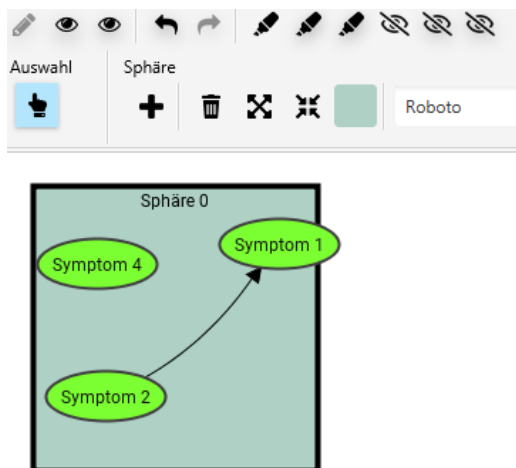 Auswahl
Sphäre
Roboto
Sphäre 0
Symptom 1
Symptom 4
Symptom 2